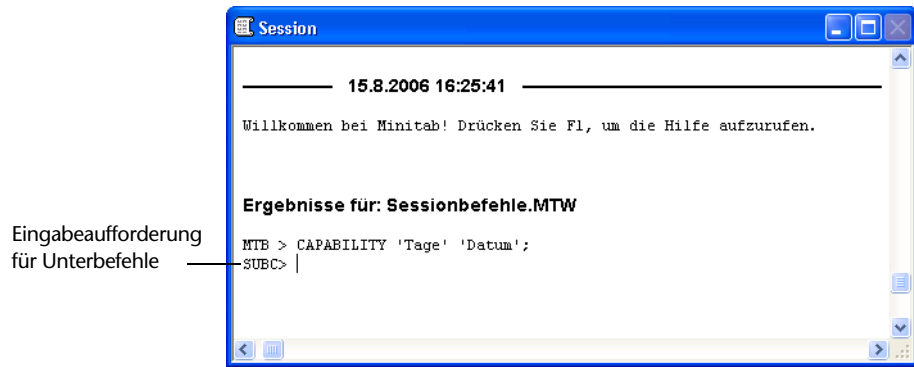 Session
15.8.2006 16:25:41
Willkommen bei Minitab! Drücken Sie F1, um die Hilfe aufzurufen.
Ergebnisse für: Sessionbefehle.MTW
Eingabeaufforderung
für Unterbefehle
MTB > CAPABILITY 'Tage' 'Datum';
SUBC>